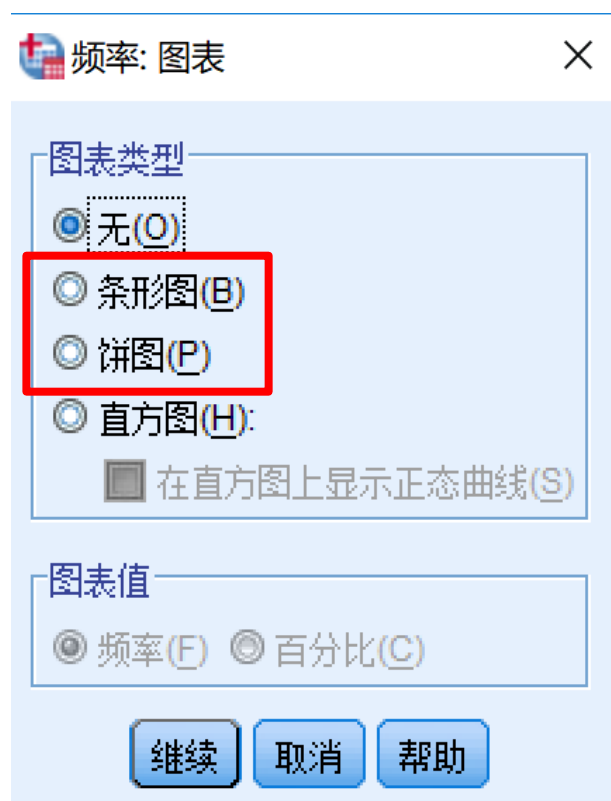 频率: 图表
图表类型
无(O)
条形图(B)
饼图(P)
直方图(H):
在直方图上显示正态曲线(S)
图表值
频率(F) 百分比(C)
继续 取消 帮助